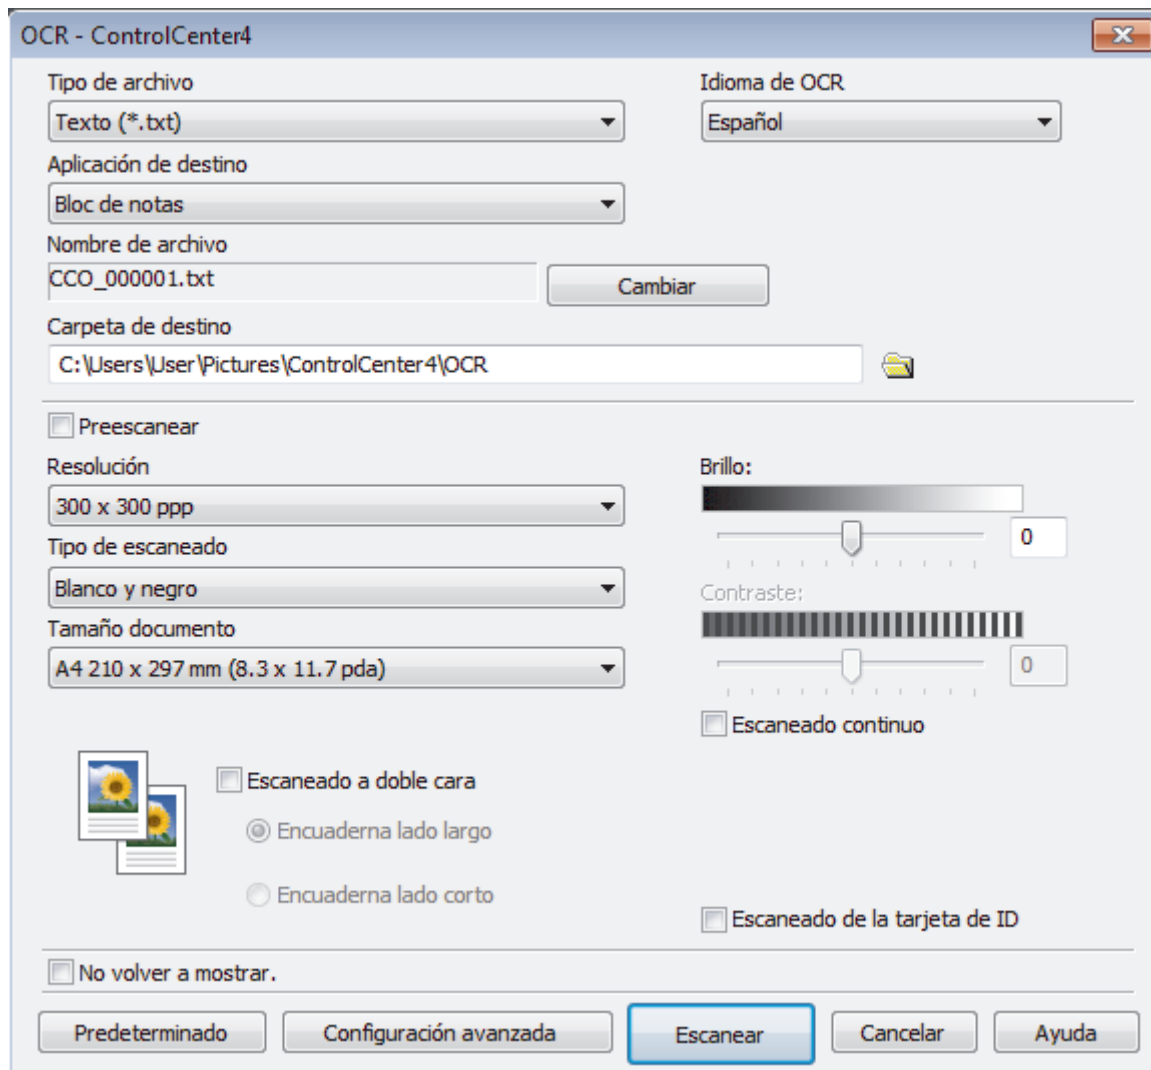 OCR - ControlCenter4
Tipo de archivo
Idioma de OCR
Texto (*.txt)
Español
Aplicación de destino
Bloc de notas
Nombre de archivo
CCO_000001.txt
Cambiar
Carpeta de destino
C:\Users\User\Pictures\ControlCenter4\OCR
Preescanear
Resolución
Brillo:
300 x 300 ppp
0
Tipo de escaneado
Blanco y negro
Contraste:
Tamaño documento
A4 210 x 297 mm (8.3 x 11.7 pda)
0
Escaneado continuo
Escaneado a doble cara
Encuaderna lado largo
Encuaderna lado corto
Escaneado de la tarjeta de ID
No volver a mostrar.
Predeterminado
Configuración avanzada
Escanear
Cancelar
Ayuda